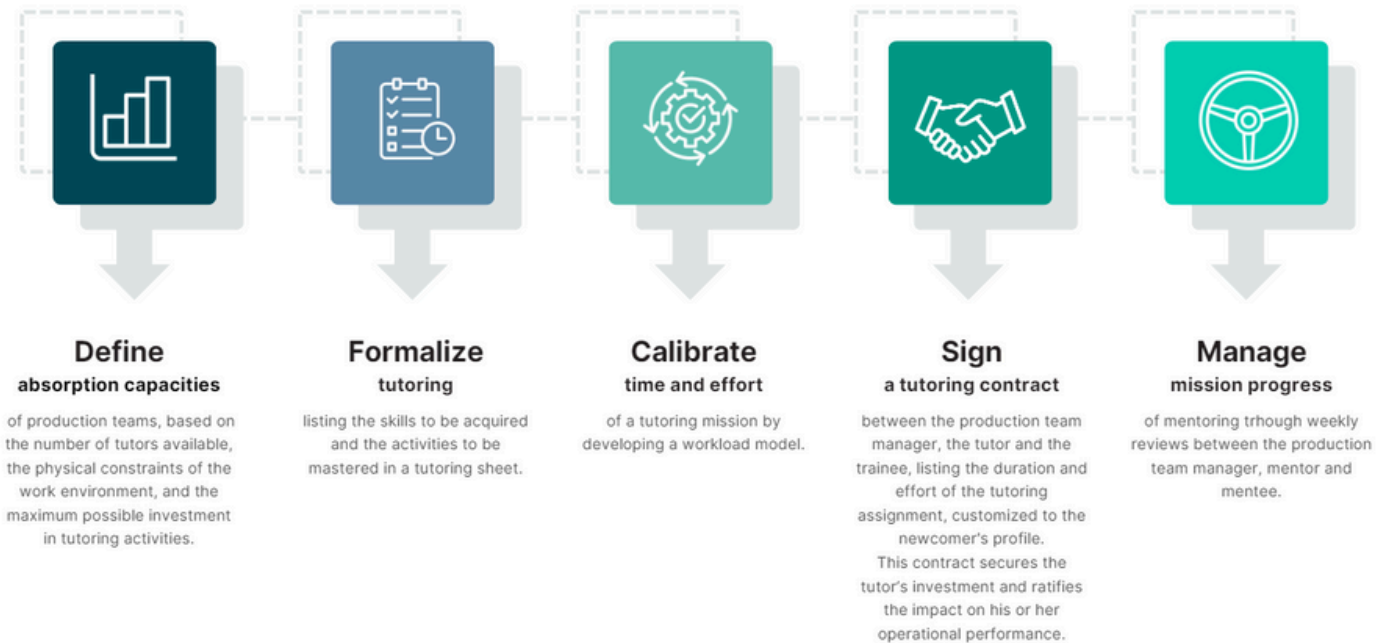 Define
absorption capacities
of production teams, based on
the number of tutors available,
the physical constraints of the
work environment, and the
maximum possible investment
in tutoring activities.
Formalize
tutoring
listing the skills to be acquired
and the activities to be
mastered in a tutoring sheet.
Calibrate
time and effort
of a tutoring mission by
developing a workload model.
Sign
a tutoring contract
between the production team
manager, the tutor and the
trainee, listing the duration and
effort of the tutoring
assignment, customized to the
newcomer's profile.
This contract secures the
tutor’s investment and ratifies
the impact on his or her
operational performance.
Manage
mission progress
of mentoring trhough weekly
reviews between the production
team manager, mentor and
mentee.